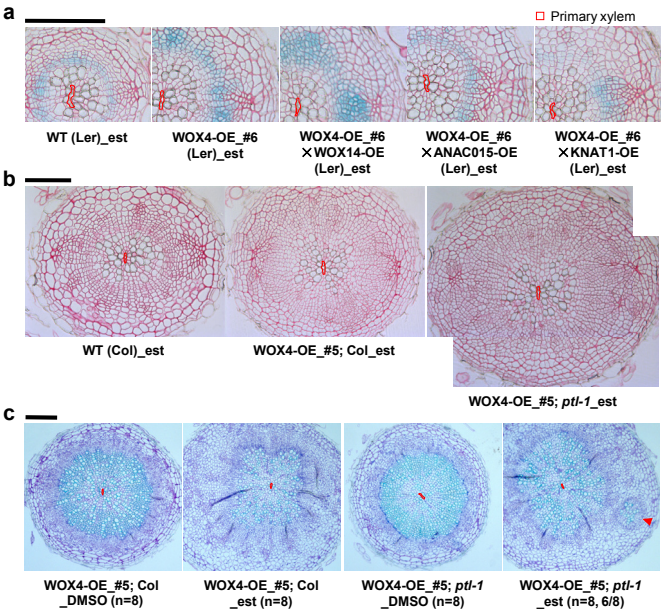 a
Primary xylem
WT (Ler)_est
WOX4-OE_#6
(Ler)_est
WOX4-OE_#6
×WOX14-OE
(Ler)_est
WOX4-OE_#6
×ANAC015-OE
(Ler)_est
WOX4-OE_#6
×KNAT1-OE
(Ler)_est
b
WT (Col)_est
WOX4-OE_#5; Col_est
WOX4-OE_#5; ptl-1_est
c
WOX4-OE_#5; Col
_DMSO (n=8)
WOX4-OE_#5; Col
_est (n=8)
WOX4-OE_#5; ptl-1
_DMSO (n=8)
WOX4-OE_#5; ptl-1
_est (n=8, 6/8)